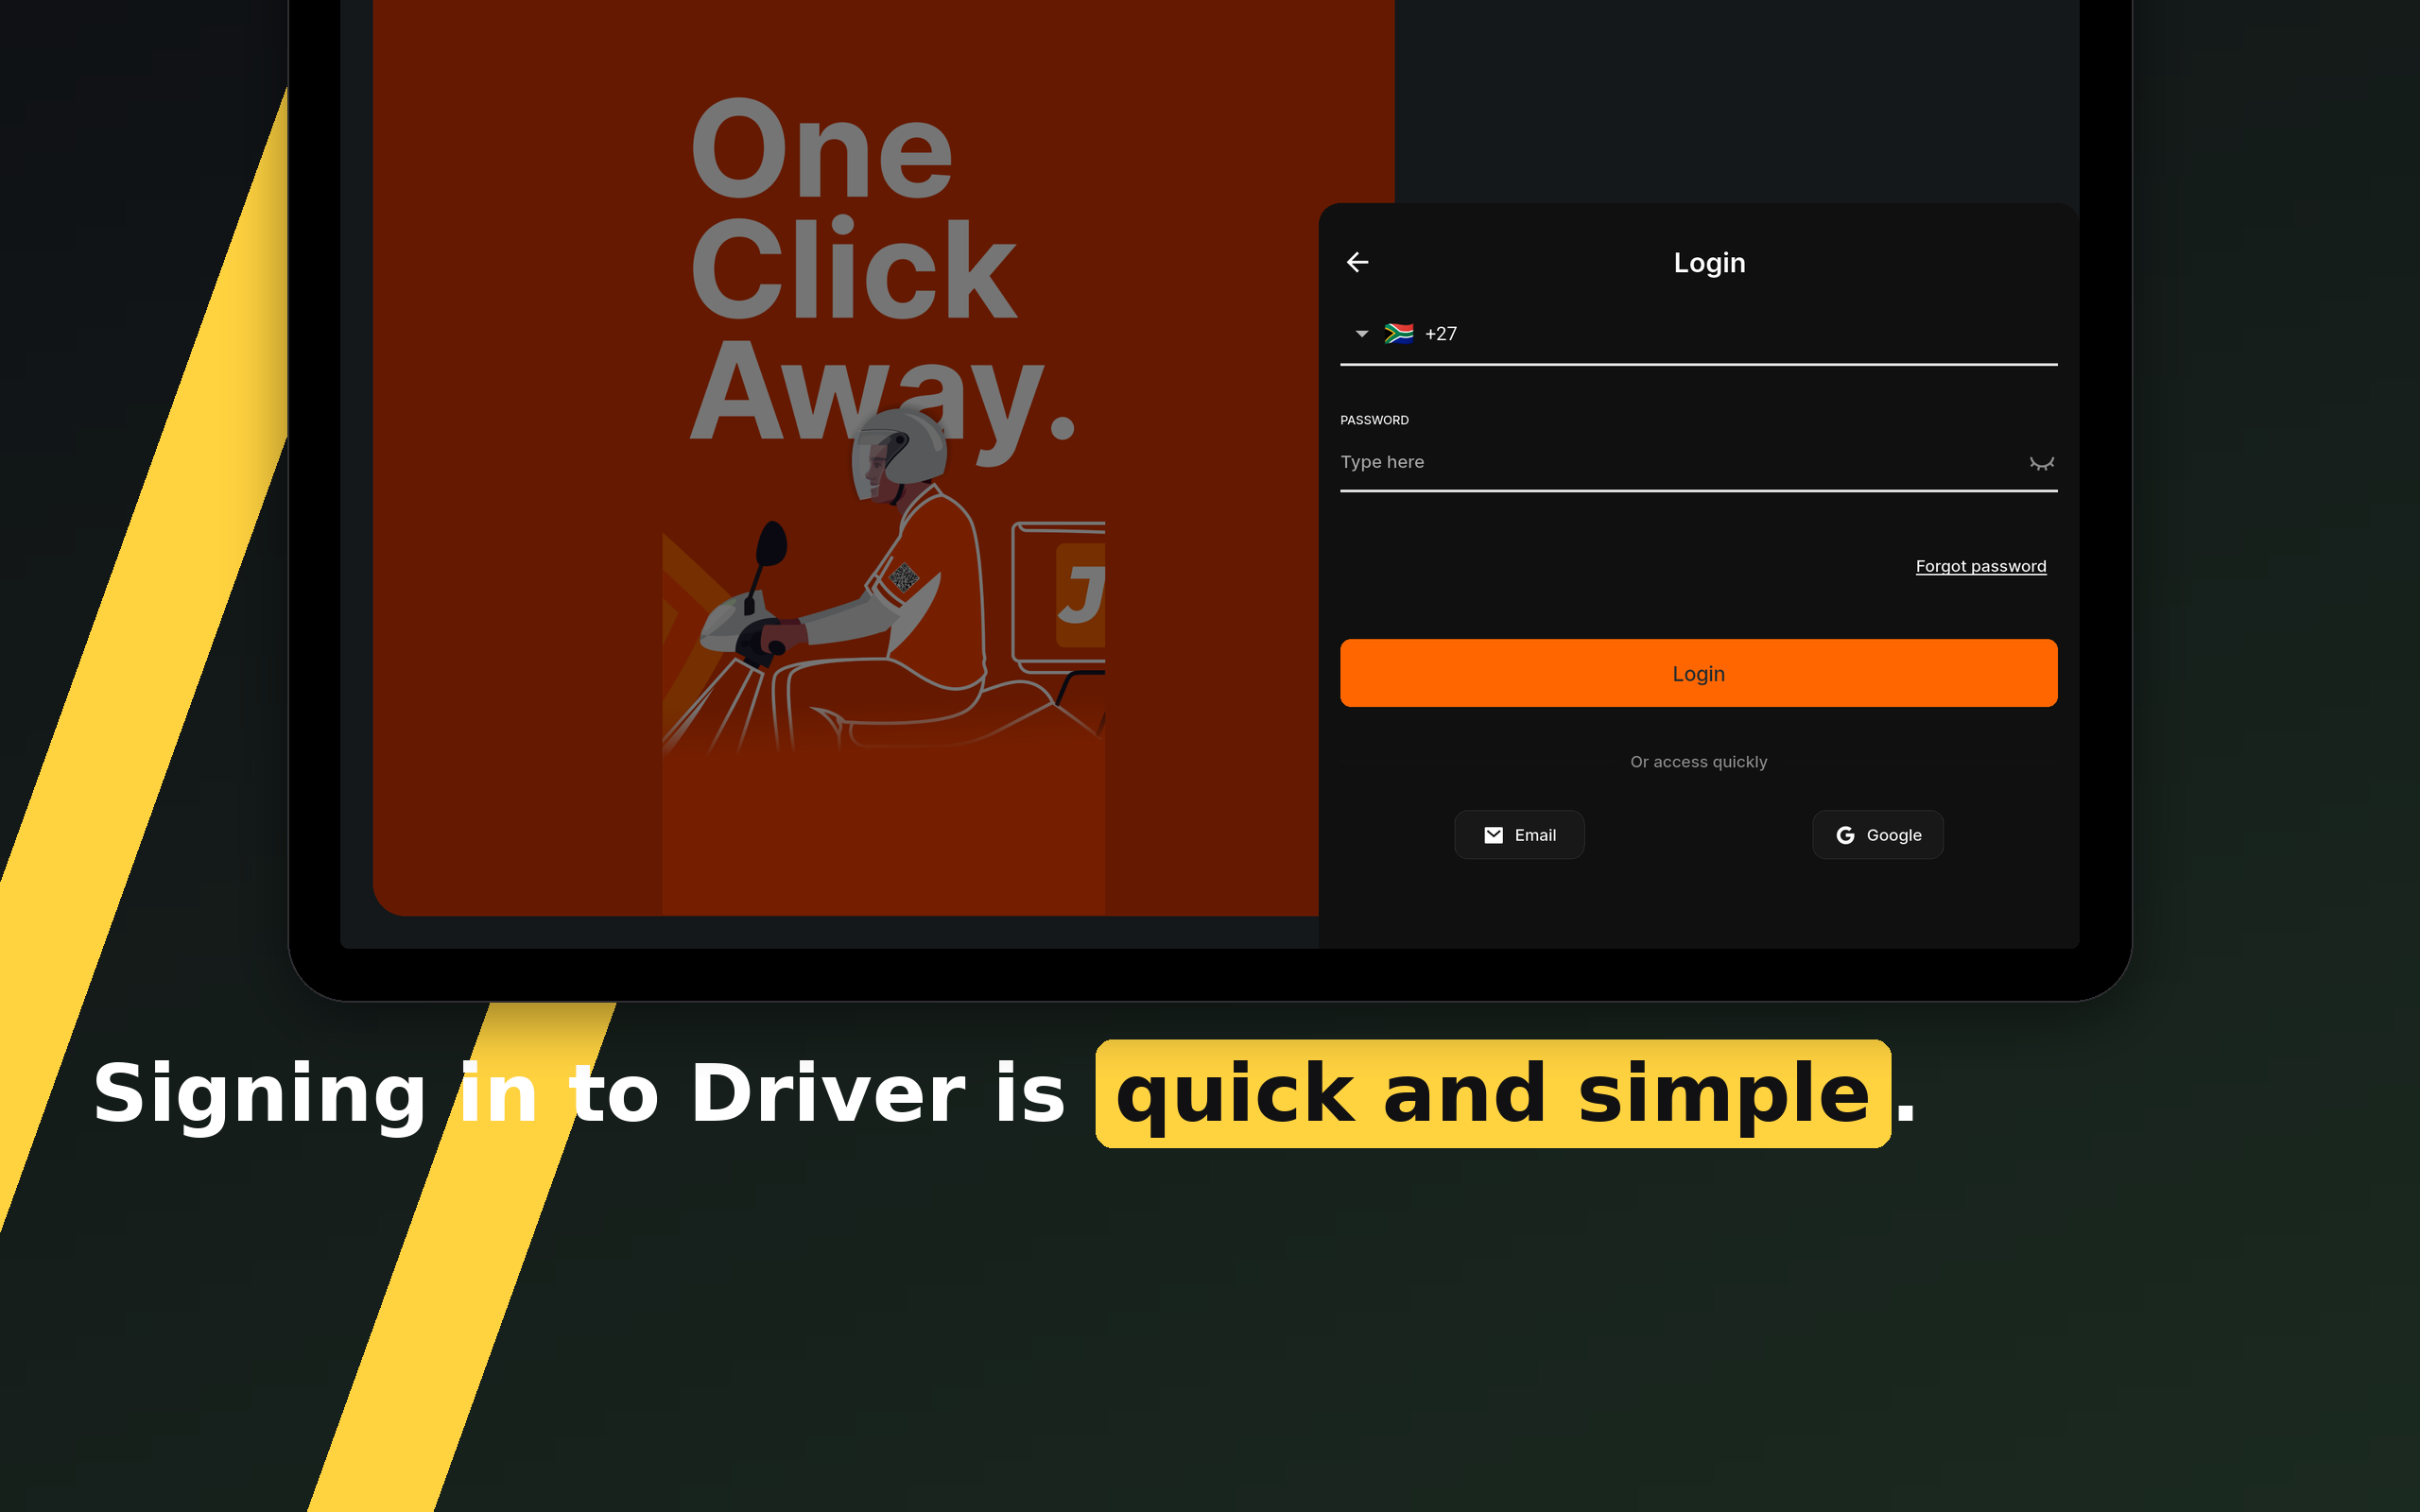 One
Click
Away.
J
Login
+27
PASSWORD
Type here
Forgot password
Login
Or access quickly
Email
Google
Signing in to Driver is quick and simple.